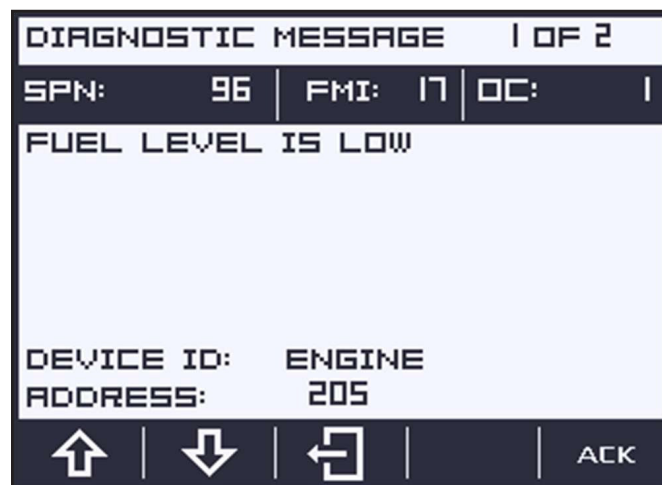 DIAGNOSTIC MESSAGE 1 OF 2
SPN: 96 FMI: 17 OC: 1
FUEL LEVEL IS LOW
DEVICE ID: ENGINE
ADDRESS: 205
ACK